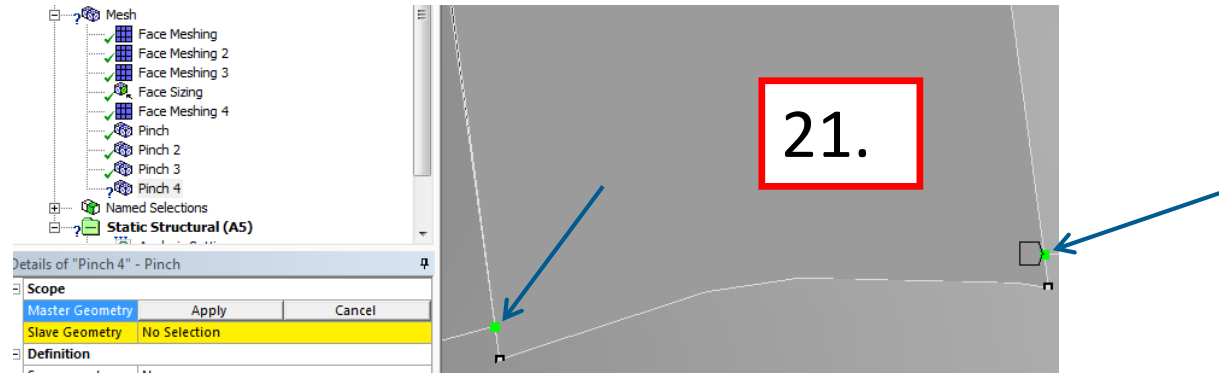 Mesh
Face Meshing
Face Meshing 2
Face Meshing 3
Face Sizing
Face Meshing 4
Pinch
Pinch 2
Pinch 3
Pinch 4
Named Selections
Static Structural (A5)
Details of "Pinch 4" - Pinch
Scope
Master Geometry Apply Cancel
Slave Geometry No Selection
Definition
21.